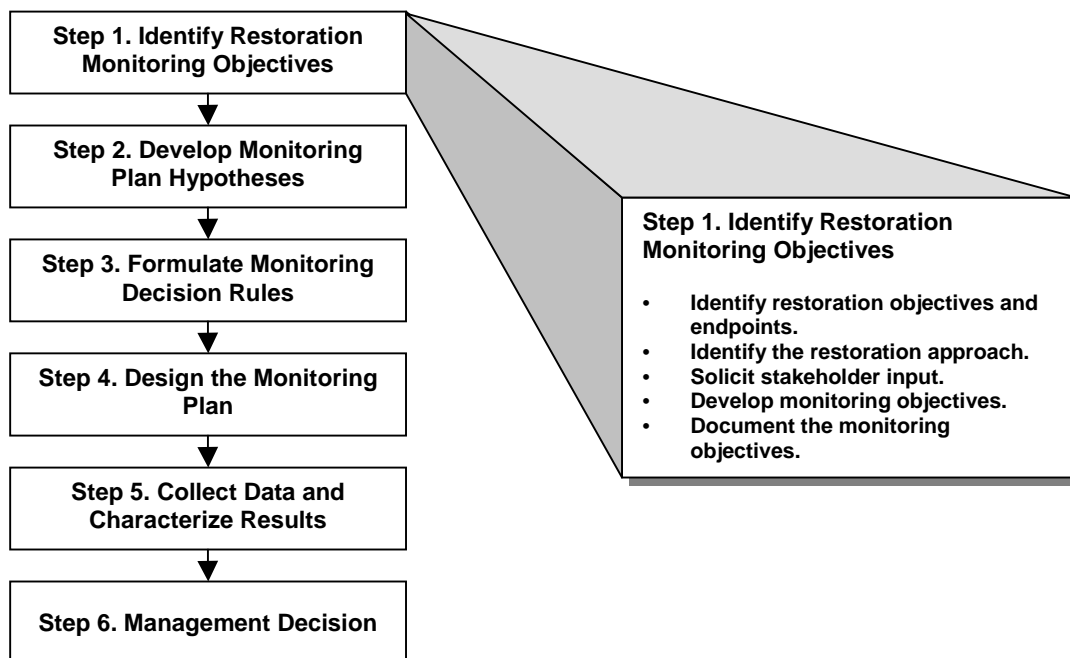 Step 1. Identify Restoration
Monitoring Objectives
Step 2. Develop Monitoring
Plan Hypotheses
Step 3. Formulate Monitoring
Decision Rules
Step 4. Design the Monitoring
Plan
Step 5. Collect Data and
Characterize Results
Step 6. Management Decision
Step 1. Identify Restoration
Monitoring Objectives
• Identify restoration objectives and
endpoints.
• Identify the restoration approach.
• Solicit stakeholder input.
• Develop monitoring objectives.
• Document the monitoring
objectives.